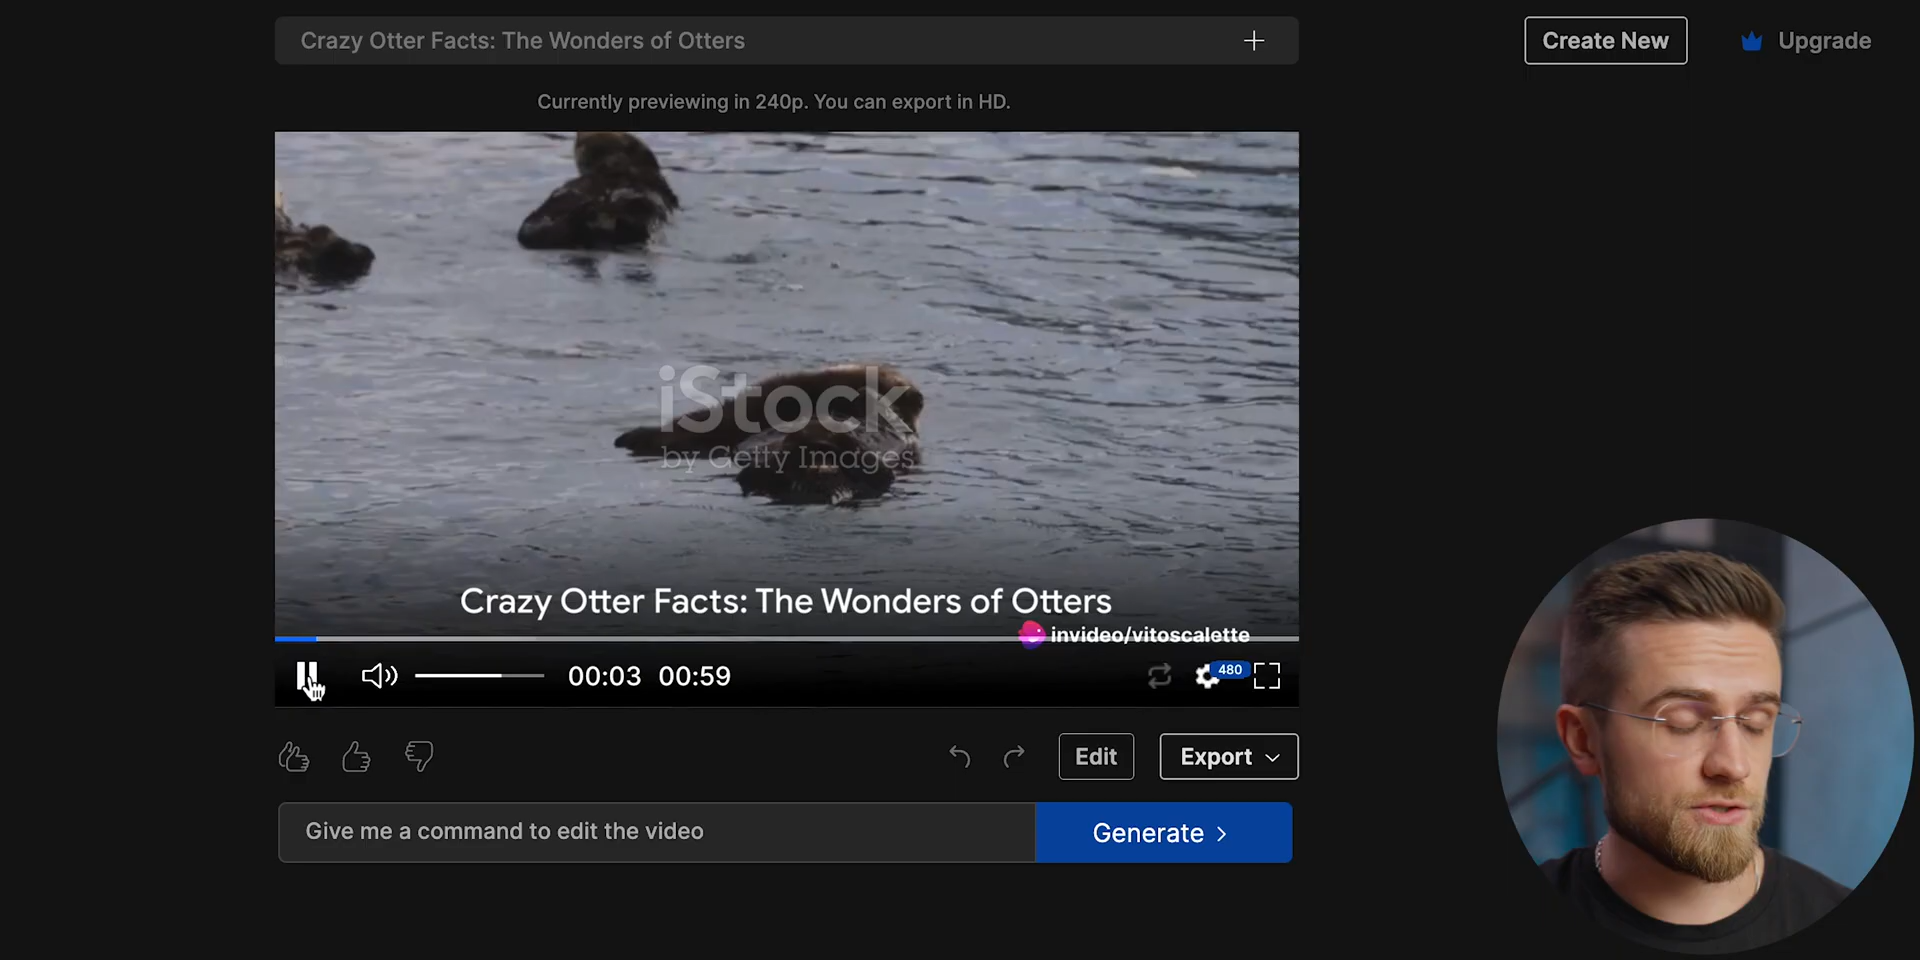 Crazy Otter Facts: The Wonders of Otters
Create New
Upgrade
Currently previewing in 240p. You can export in HD.
iStock
by Getty Images
Crazy Otter Facts: The Wonders of Otters
invideo/vitoscalette
00:03 00:59
480
Edit
Export
Give me a command to edit the video
Generate